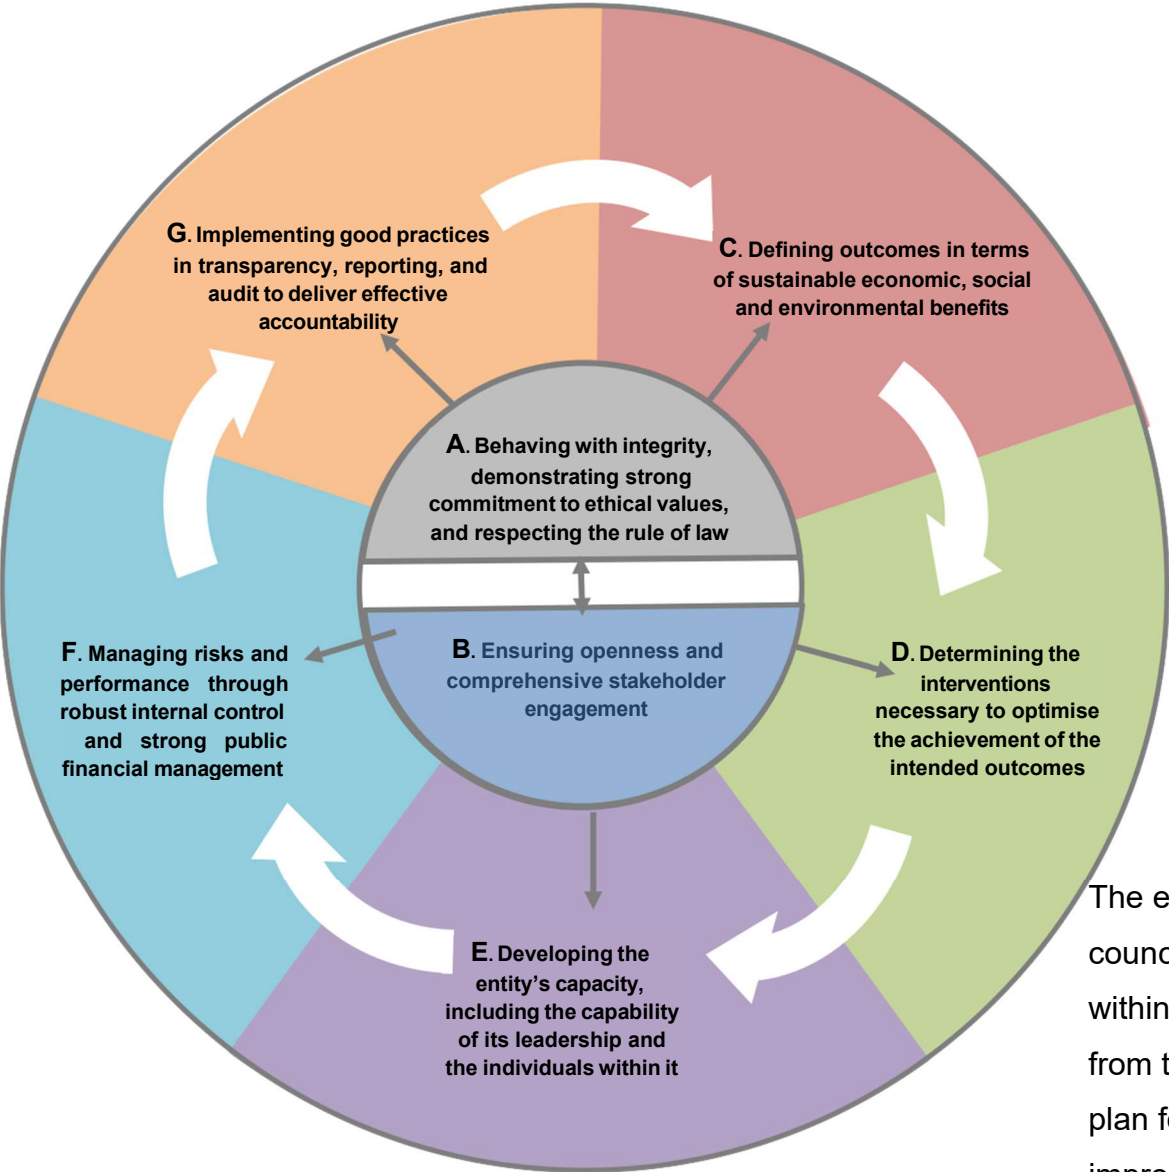 G. Implementing good practices
in transparency, reporting, and
audit to deliver effective
accountability
C. Defining outcomes in terms
of sustainable economic, social
and environmental benefits
A. Behaving with integrity,
demonstrating strong
commitment to ethical values,
and respecting the rule of law
B. Ensuring openness and
comprehensive stakeholder
engagement
F. Managing risks and
performance through
robust internal control
and strong public
financial management
D. Determining the
interventions
necessary to optimise
the achievement of the
intended outcomes
E. Developing the
entity’s capacity,
including the capability
of its leadership and
the individuals within it
The
within
from
plan